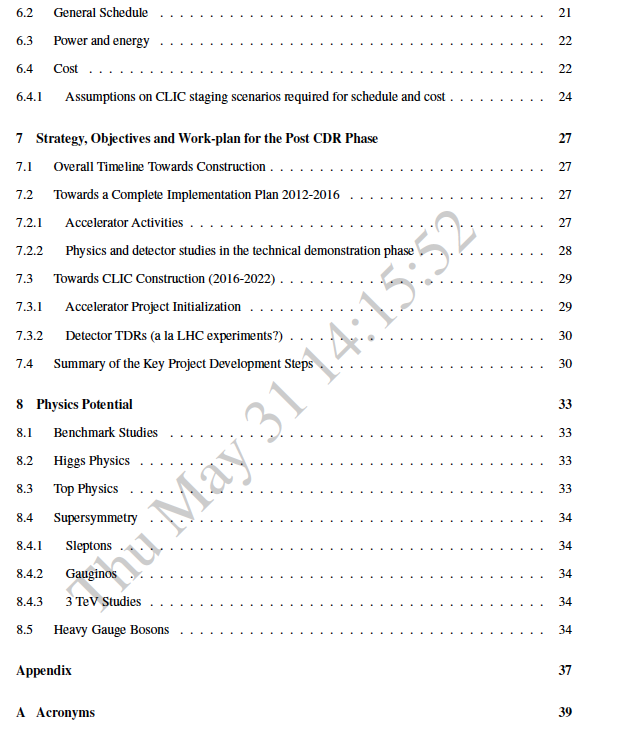 6.2 General Schedule . . . . . . . . . . . . . . . . . . . . . . . . . . . . . . . . . . . . . . . 21
6.3 Power and energy . . . . . . . . . . . . . . . . . . . . . . . . . . . . . . . . . . . . . . . 22
6.4 Cost . . . . . . . . . . . . . . . . . . . . . . . . . . . . . . . . . . . . . . . . . . . . . . 22
6.4.1 Assumptions on CLIC staging scenarios required for schedule and cost . . . . . . . . . . 24
7 Strategy, Objectives and Work-plan for the Post CDR Phase 27
7.1 Overall Timeline Towards Construction . . . . . . . . . . . . . . . . . . . . . . . . . . . . 27
7.2 Towards a Complete Implementation Plan 2012-2016 . . . . . . . . . . . . . . . . . . . . 27
7.2.1 Accelerator Activities . . . . . . . . . . . . . . . . . . . . . . . . . . . . . . . . . . . . 27
7.2.2 Physics and detector studies in the technical demonstration phase . . . . . . . . . . . . . 28
7.3 Towards CLIC Construction (2016-2022) . . . . . . . . . . . . . . . . . . . . . . . . . . . 29
7.3.1 Accelerator Project Initialization . . . . . . . . . . . . . . . . . . . . . . . . . . . . . . 29
7.3.2 Detector TDRs (a la LHC experiments?) . . . . . . . . . . . . . . . . . . . . . . . . . . 30
7.4 Summary of the Key Project Development Steps . . . . . . . . . . . . . . . . . . . . . . . 30
8 Physics Potential 33
8.1 Benchmark Studies . . . . . . . . . . . . . . . . . . . . . . . . . . . . . . . . . . . . . . 33
8.2 Higgs Physics . . . . . . . . . . . . . . . . . . . . . . . . . . . . . . . . . . . . . . . . . 33
8.3 Top Physics . . . . . . . . . . . . . . . . . . . . . . . . . . . . . . . . . . . . . . . . . . 33
8.4 Supersymmetry . . . . . . . . . . . . . . . . . . . . . . . . . . . . . . . . . . . . . . . . 34
8.4.1 Sleptons . . . . . . . . . . . . . . . . . . . . . . . . . . . . . . . . . . . . . . . . . . 34
8.4.2 Gauginos . . . . . . . . . . . . . . . . . . . . . . . . . . . . . . . . . . . . . . . . . . 34
8.4.3 3 TeV Studies . . . . . . . . . . . . . . . . . . . . . . . . . . . . . . . . . . . . . . . . 34
8.5 Heavy Gauge Bosons . . . . . . . . . . . . . . . . . . . . . . . . . . . . . . . . . . . . . 34
Appendix 37
A Acronyms 39
Thu May 31 14:15:52